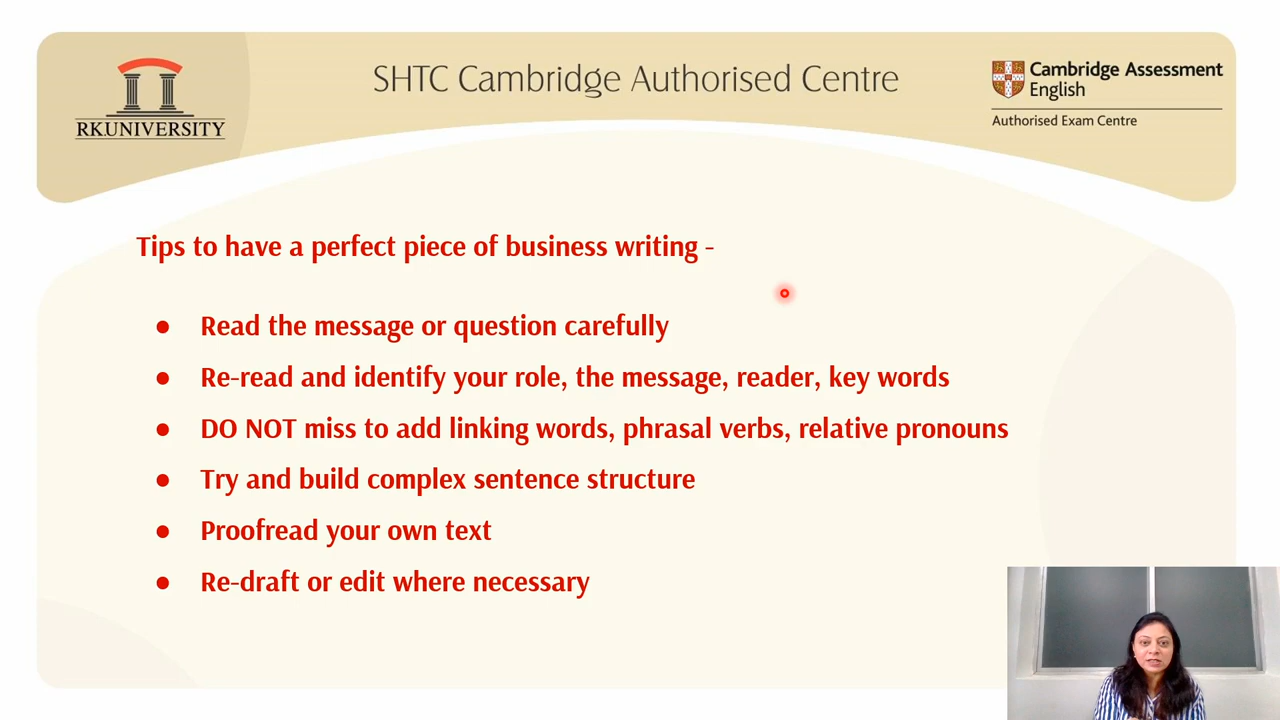 RKUNIVERSITY
SHTC Cambridge Authorised Centre
Cambridge Assessment
English
Authorised Exam Centre
Tips to have a perfect piece of business writing -
● Read the message or question carefully
● Re-read and identify your role, the message, reader, key words
● DO NOT miss to add linking words, phrasal verbs, relative pronouns
● Try and build complex sentence structure
● Proofread your own text
● Re-draft or edit where necessary